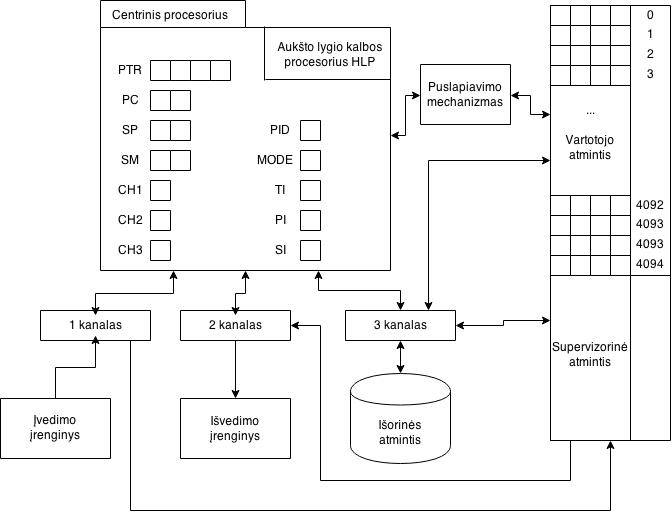 Centrinis procesorius
Aukšto lygio kalbos
procesorius HLP
PTR
PC
SP
SM
CH1
CH2
CH3
PID
MODE
TI
PI
SI
Puslapiavimo
mechanizmas
0
1
2
3
...
Vartotojo
atmintis
4092
4093
4093
4094
Supervizorinė
atmintis
1 kanalas
2 kanalas
3 kanalas
Įvedimo
įrenginys
Išvedimo
įrenginys
Išorinės
atmintis